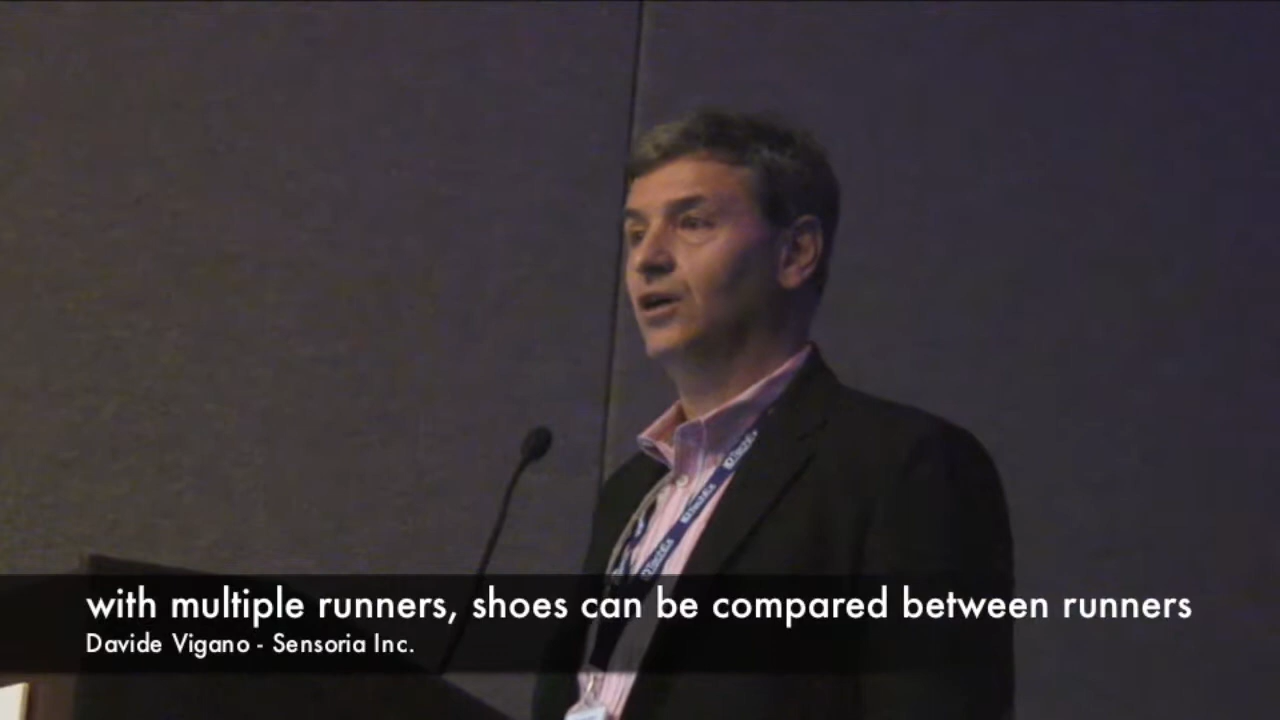 with multiple runners, shoes can be compared between runners
Davide Vigano - Sensoria Inc.